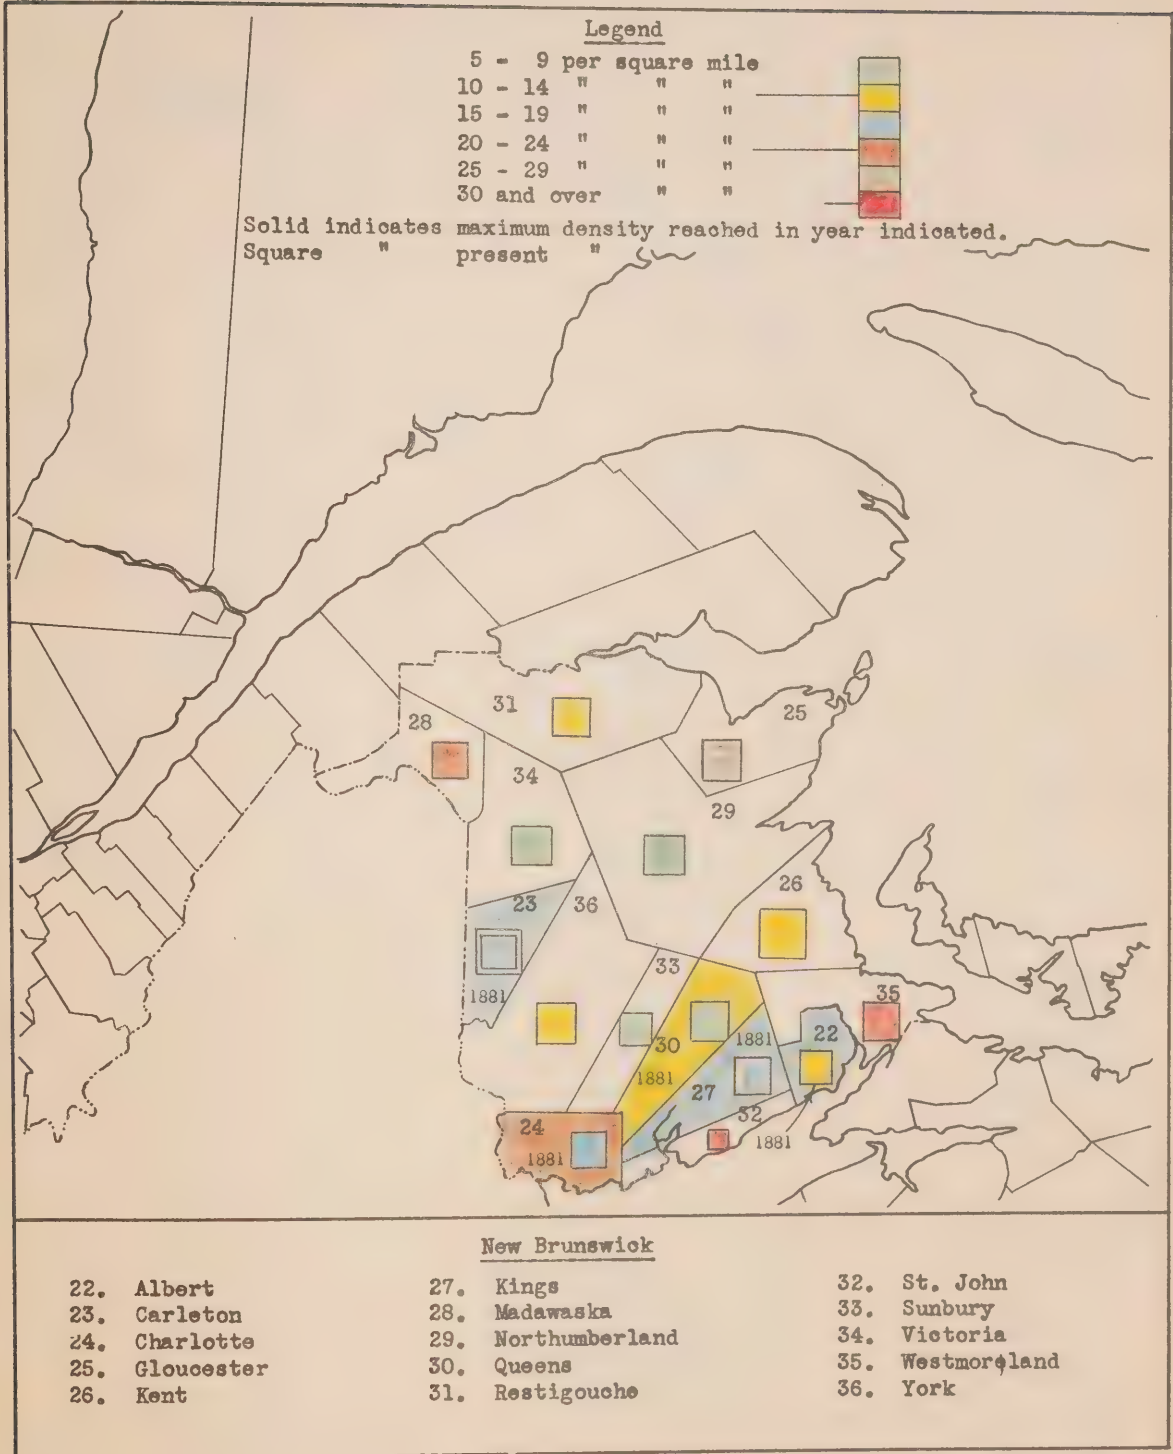 Legend
5 - 9 per square mile
10 - 14 " " "
15 - 19 " " "
20 - 24 " " "
25 - 29 " " "
30 and over " "
Solid indicates maximum density reached in year indicated.
Square " present "
31
28
25
34
29
26
23
36
33
1881
35
30
1881
22
1881
27
32
24
1881
1881
New Brunswick
22. Albert
23. Carleton
24. Charlotte
25. Gloucester
26. Kent
27. Kings
28. Madawaska
29. Northumberland
30. Queens
31. Restigouche
32. St. John
33. Sunbury
34. Victoria
35. Westmoreland
36. York